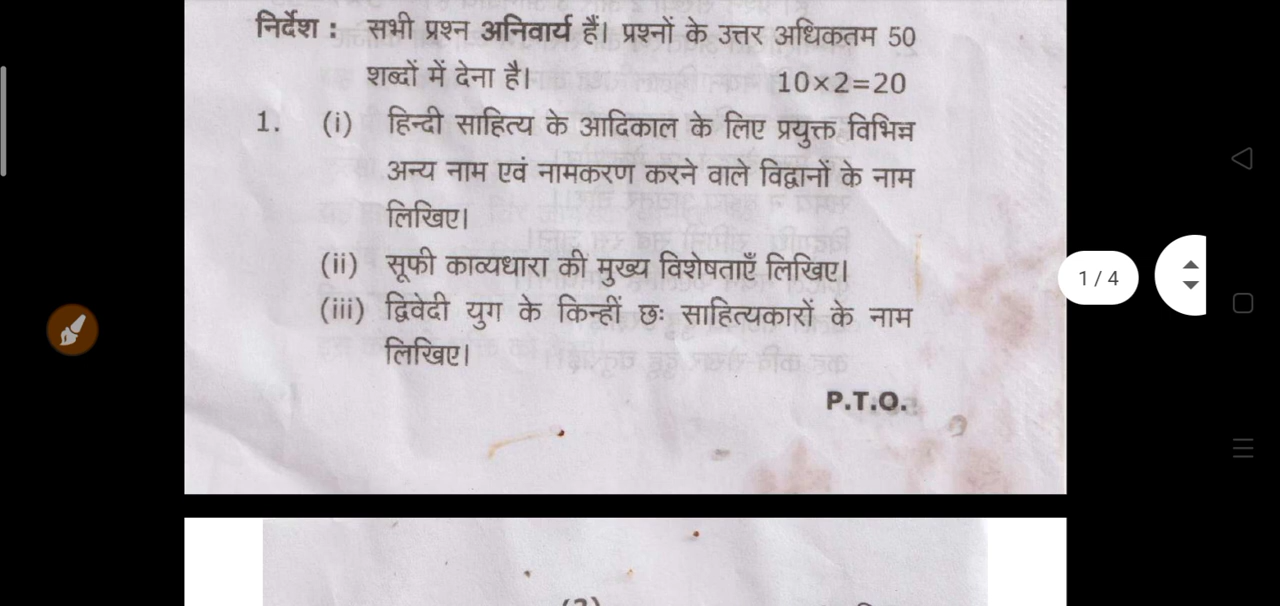 निर्देश : सभी प्रश्न अनिवार्य हैं। प्रश्नों के उत्तर अधिकतम 50
शब्दों में देना है। 10×2=20
1. (i) हिन्दी साहित्य के आदिकाल के लिए प्रयुक्त विभिन्न
अन्य नाम एवं नामकरण करने वाले विद्वानों के नाम
लिखिए।
(ii) सूफी काव्यधारा की मुख्य विशेषताएँ लिखिए।
1 / 4
(iii) द्विवेदी युग के किन्हीं छः साहित्यकारों के नाम
लिखिए।
P.T.O.
(2)